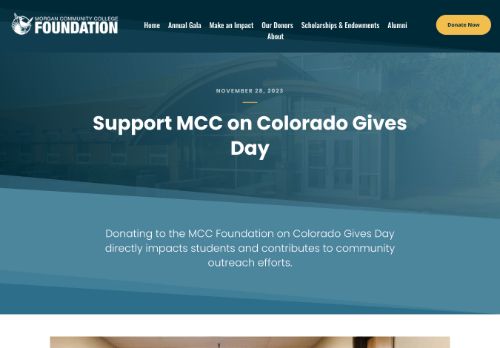 MORGAN COMMUNITY COLLEGE
FOUNDATION
Home Annual Gala Make an Impact Our Donors Scholarships & Endowments Alumni
About
Donate Now
NOVEMBER 28, 2023
Support MCC on Colorado Gives
Day
Donating to the MCC Foundation on Colorado Gives Day
directly impacts students and contributes to community
outreach efforts.